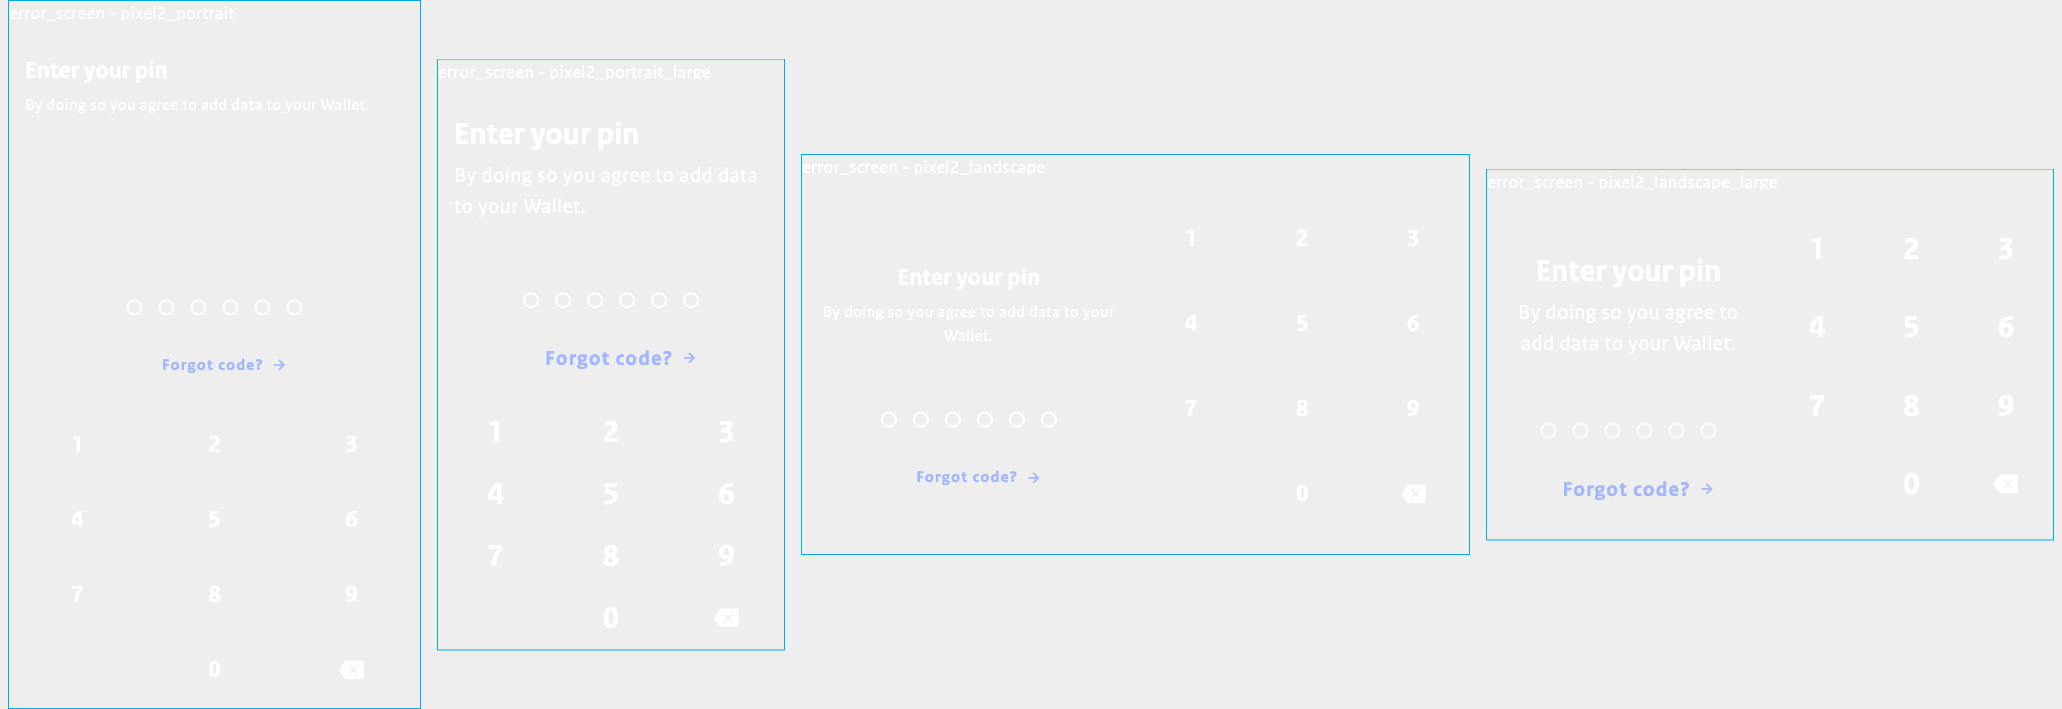 error_screen - pixel2_portrait
Enter your pin
By doing so you agree to add data to your Wallet.
Forgot code?
1 2 3
4 5 6
7 8 9
0
error_screen - pixel2_portrait_large
Enter your pin
By doing so you agree to add data
to your Wallet.
Forgot code?
1 2 3
4 5 6
7 8 9
0
error_screen - pixel2_landscape
Enter your pin
By doing so you agree to add data to your
Wallet.
Forgot code?
1 2 3
4 5 6
7 8 9
0
error_screen - pixel2_landscape_large
Enter your pin
By doing so you agree to
add data to your Wallet.
Forgot code?
1 2 3
4 5 6
7 8 9
0